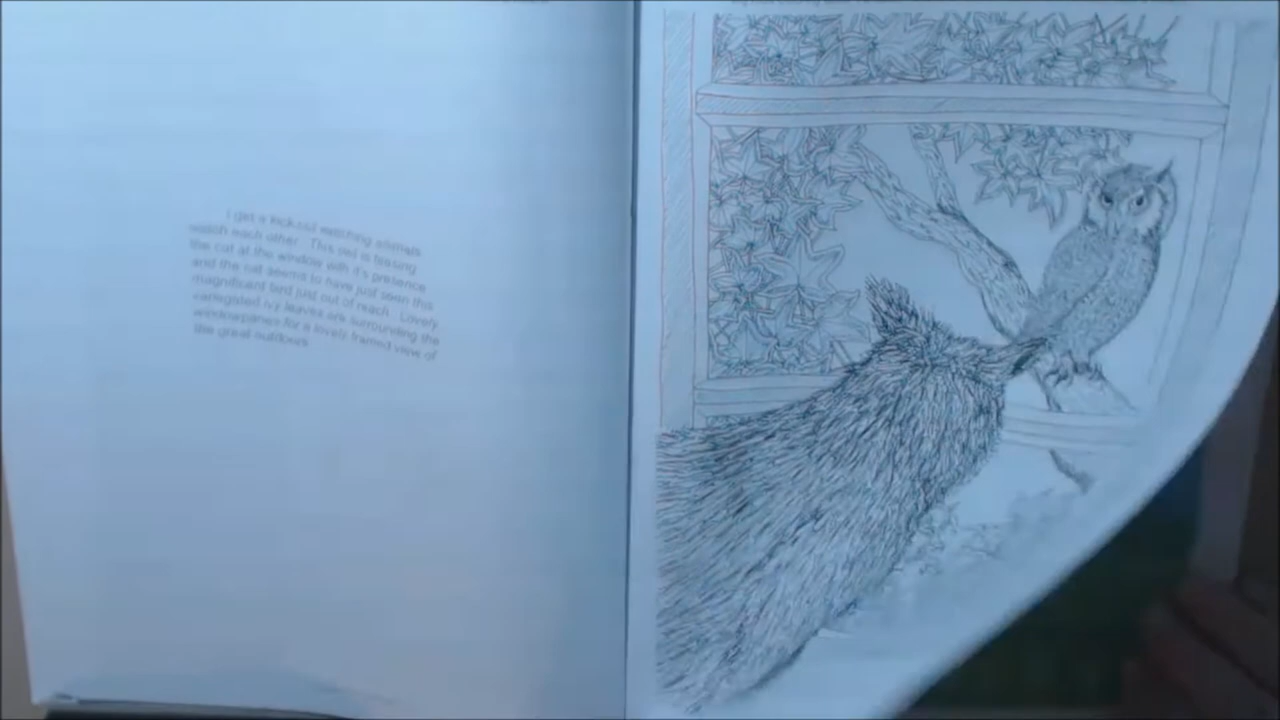 I get a kick out watching animals
watch each other. This owl is teasing
the cat at the window with it's presence
and the cat seems to have just seen this
magnificent bird just out of reach. Lovely
variegated ivy leaves are surrounding the
windowpanes for a lovely framed view of
the great outdoors.